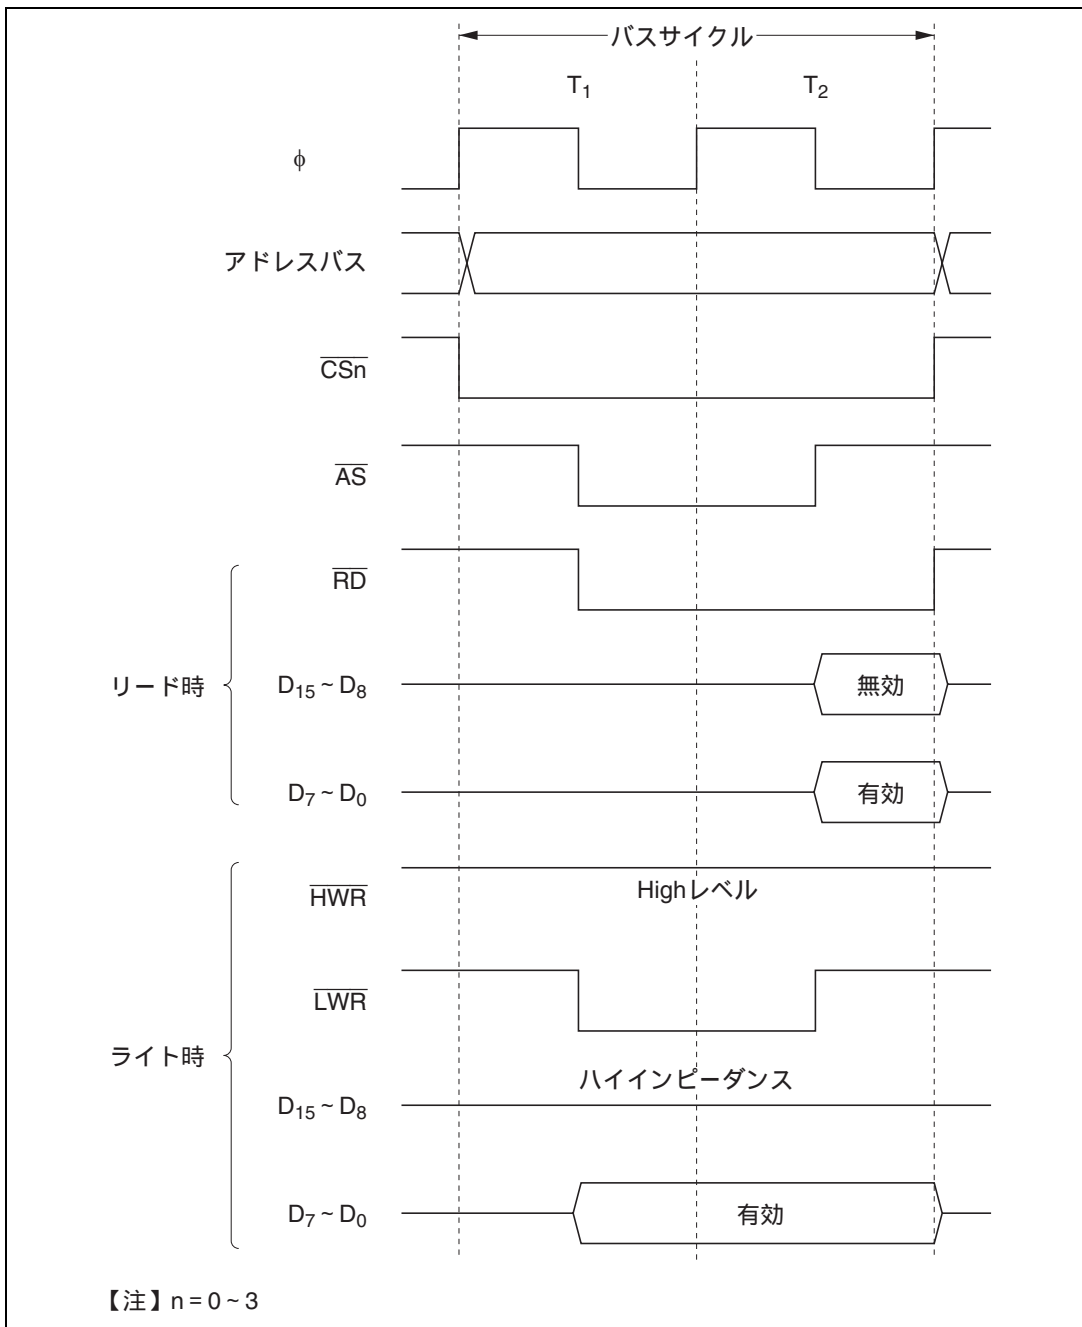 バスサイクル
T1 T2
φ
アドレスバス
CSn
AS
RD
リード時
D15 ~ D8 無効
D7 ~ D0 有効
HWR Highレベル
LWR
ライト時
ハイインピーダンス
D15 ~ D8
D7 ~ D0 有効
【注】n = 0 ~ 3